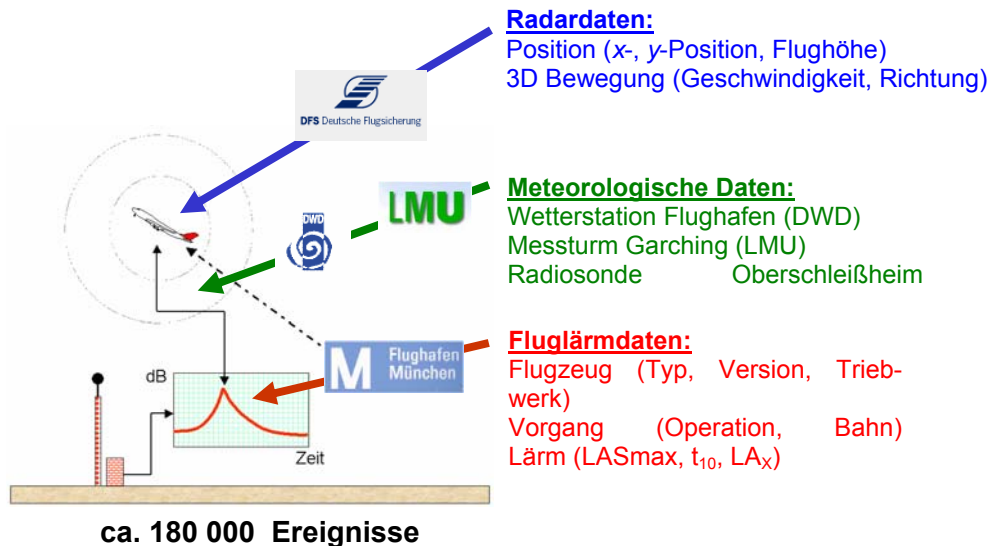 Radardaten:
Position (x-, y-Position, Flughöhe)
3D Bewegung (Geschwindigkeit, Richtung)
DFS Deutsche Flugsicherung
Meteorologische Daten:
Wetterstation Flughafen (DWD)
Messturm Garching (LMU)
Radiosonde Oberschleißheim
LMU
DWD
Fluglärmdaten:
Flugzeug (Typ, Version, Trieb-
werk)
Vorgang (Operation, Bahn)
Lärm (LASmax, t10, LAX)
M Flughafen
München
dB
Zeit
ca. 180 000 Ereignisse